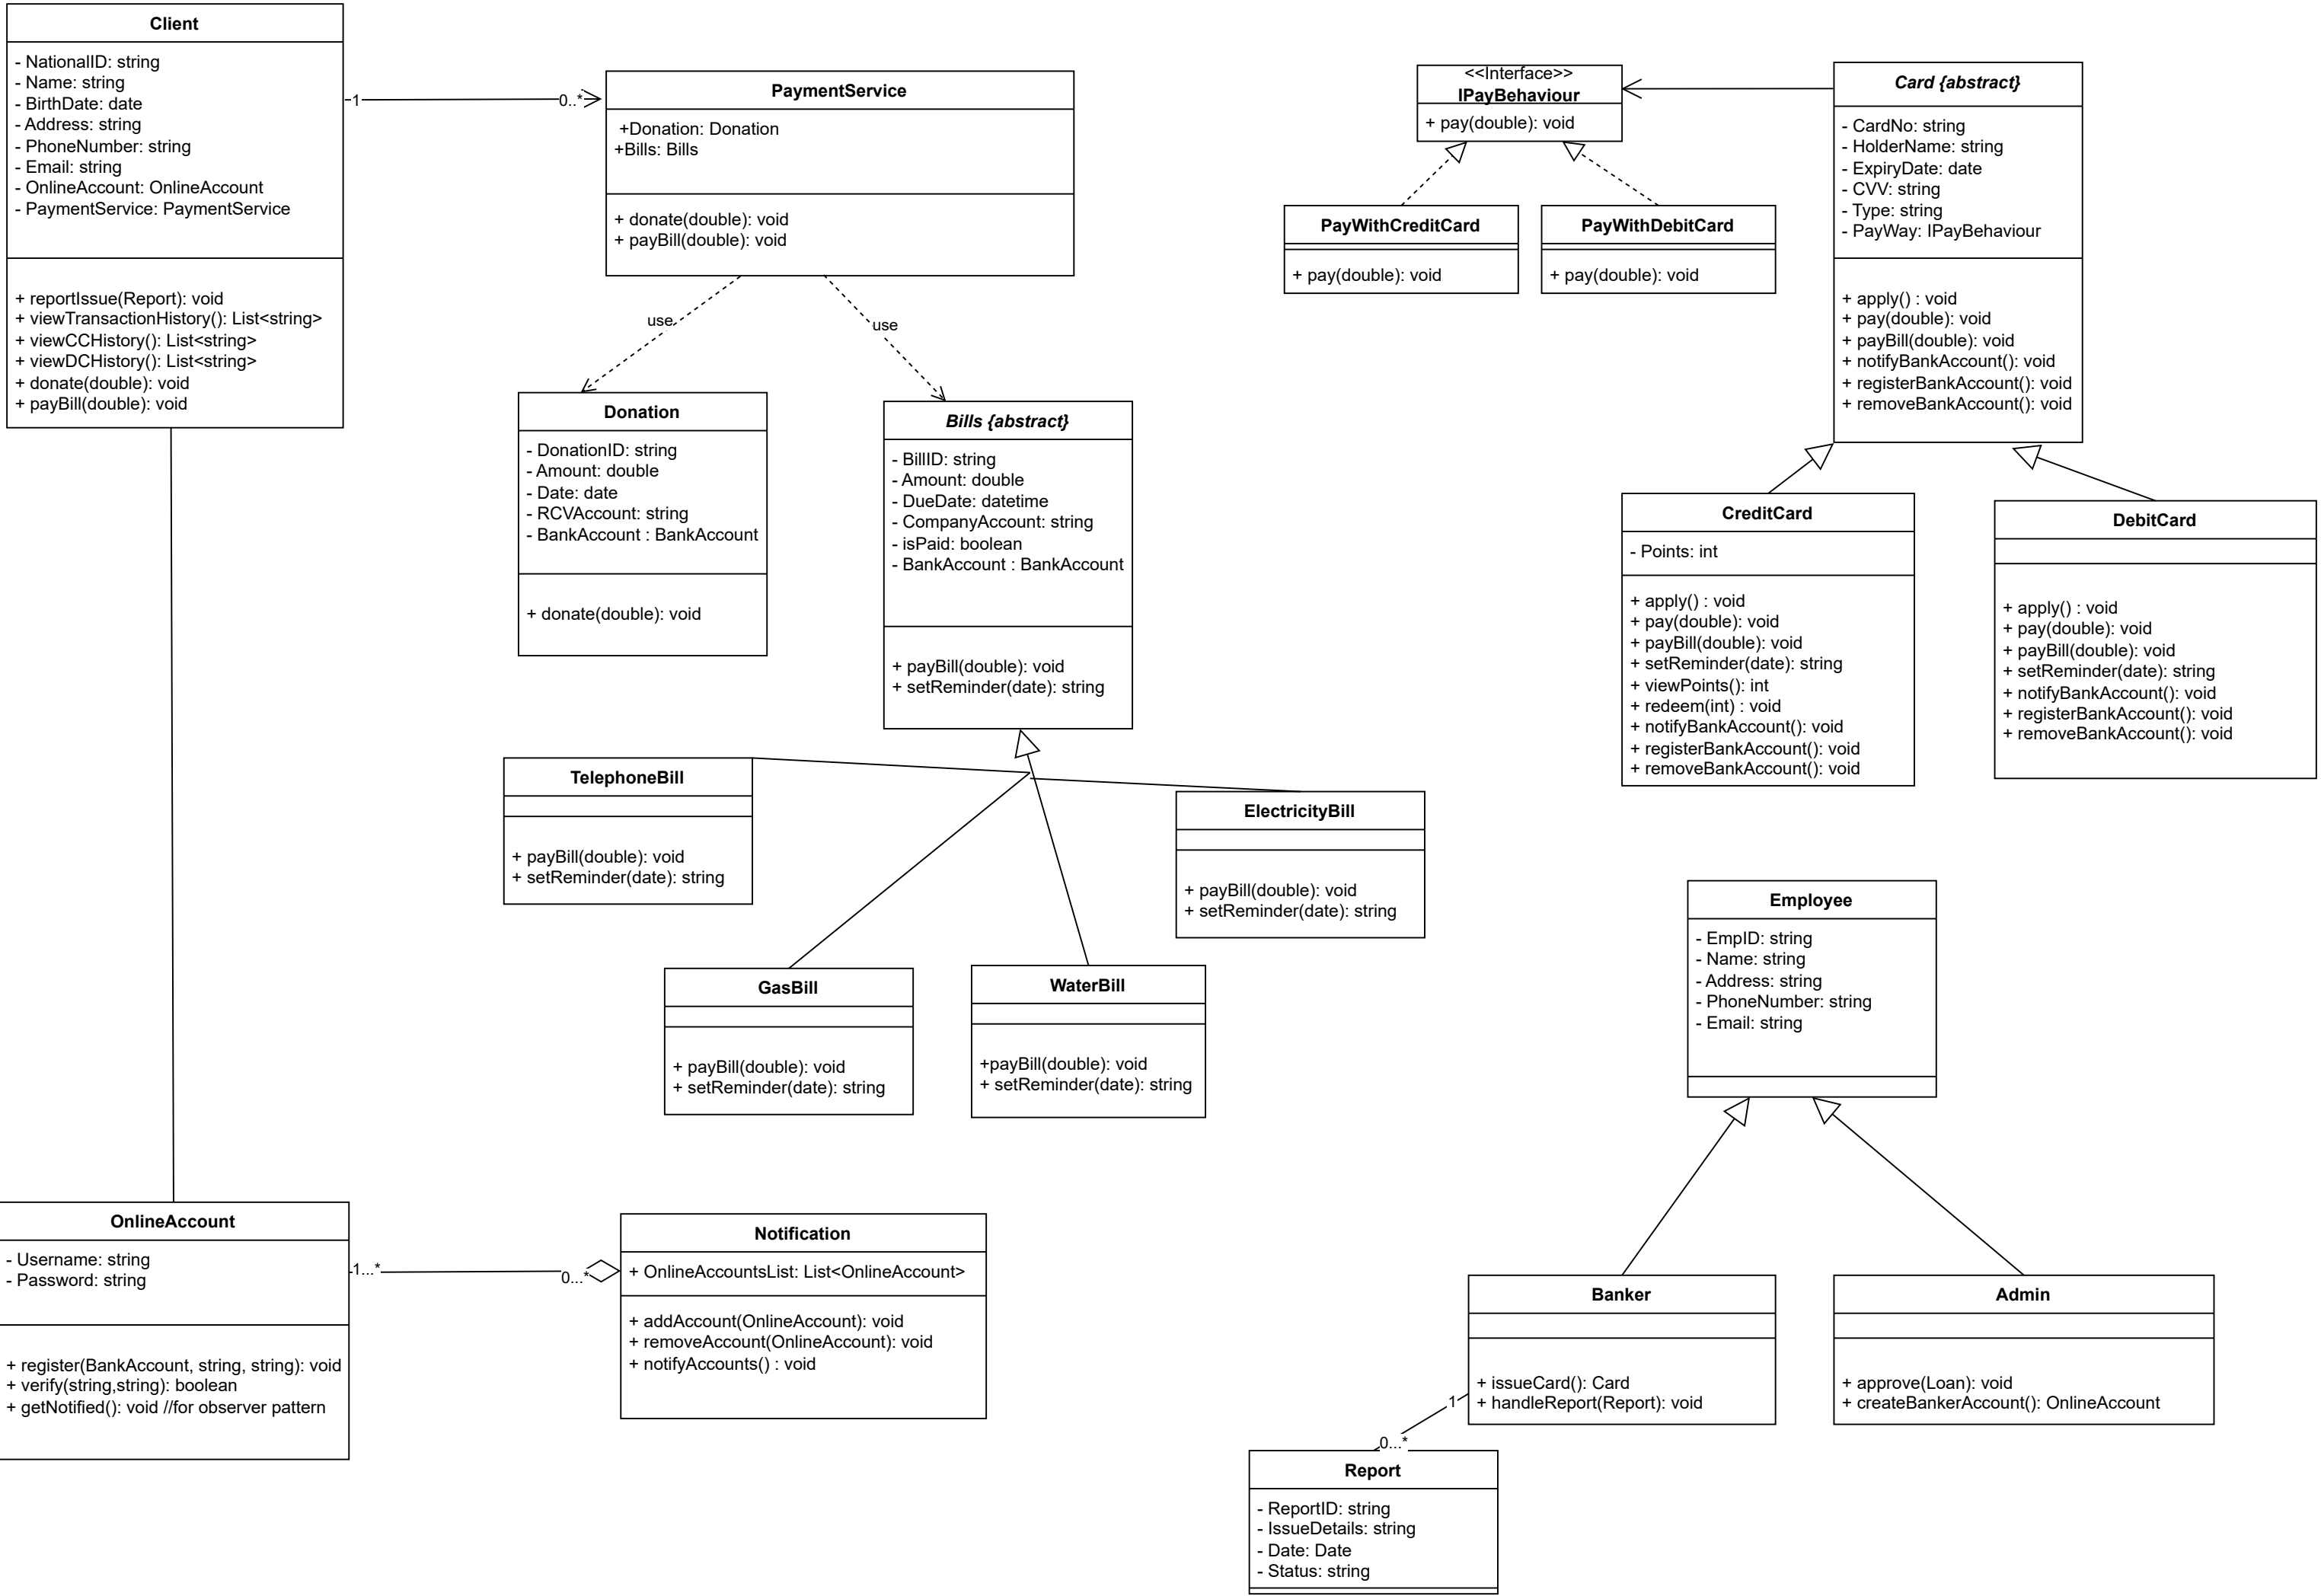 Client
- NationalID: string
- Name: string
- BirthDate: date
- Address: string
- PhoneNumber: string
- Email: string
- OnlineAccount: OnlineAccount
- PaymentService: PaymentService
+ reportIssue(Report): void
+ viewTransactionHistory(): List<string>
+ viewCCHistory(): List<string>
+ viewDCHistory(): List<string>
+ donate(double): void
+ payBill(double): void
1
0..*
PaymentService
+Donation: Donation
+Bills: Bills
+ donate(double): void
+ payBill(double): void
use
use
Donation
- DonationID: string
- Amount: double
- Date: date
- RCVAccount: string
- BankAccount : BankAccount
+ donate(double): void
Bills {abstract}
- BillID: string
- Amount: double
- DueDate: datetime
- CompanyAccount: string
- isPaid: boolean
- BankAccount : BankAccount
+ payBill(double): void
+ setReminder(date): string
TelephoneBill
+ payBill(double): void
+ setReminder(date): string
ElectricityBill
+ payBill(double): void
+ setReminder(date): string
GasBill
+ payBill(double): void
+ setReminder(date): string
WaterBill
+payBill(double): void
+ setReminder(date): string
<<Interface>>
IPayBehaviour
+ pay(double): void
PayWithCreditCard
+ pay(double): void
PayWithDebitCard
+ pay(double): void
Card {abstract}
- CardNo: string
- HolderName: string
- ExpiryDate: date
- CVV: string
- Type: string
- PayWay: IPayBehaviour
+ apply() : void
+ pay(double): void
+ payBill(double): void
+ notifyBankAccount(): void
+ registerBankAccount(): void
+ removeBankAccount(): void
CreditCard
- Points: int
+ apply() : void
+ pay(double): void
+ payBill(double): void
+ setReminder(date): string
+ viewPoints(): int
+ redeem(int) : void
+ notifyBankAccount(): void
+ registerBankAccount(): void
+ removeBankAccount(): void
DebitCard
+ apply() : void
+ pay(double): void
+ payBill(double): void
+ setReminder(date): string
+ notifyBankAccount(): void
+ registerBankAccount(): void
+ removeBankAccount(): void
Employee
- EmpID: string
- Name: string
- Address: string
- PhoneNumber: string
- Email: string
OnlineAccount
- Username: string
- Password: string
+ register(BankAccount, string, string): void
+ verify(string,string): boolean
+ getNotified(): void //for observer pattern
1...*
0...*
Notification
+ OnlineAccountsList: List<OnlineAccount>
+ addAccount(OnlineAccount): void
+ removeAccount(OnlineAccount): void
+ notifyAccounts() : void
Banker
+ issueCard(): Card
+ handleReport(Report): void
Admin
+ approve(Loan): void
+ createBankerAccount(): OnlineAccount
1
0...*
Report
- ReportID: string
- IssueDetails: string
- Date: Date
- Status: string